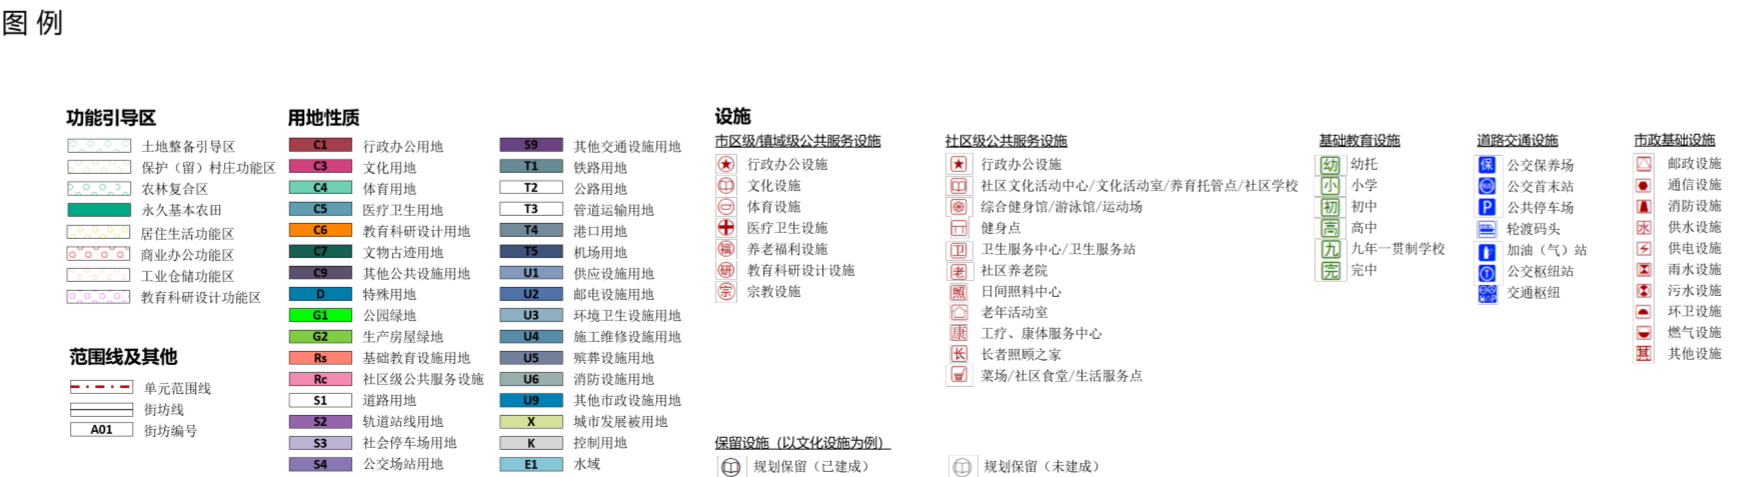 图 例
功能引导区
土地整备引导区
保护（留）村庄功能区
农林复合区
永久基本农田
居住生活功能区
商业办公功能区
工业仓储功能区
教育科研设计功能区
范围线及其他
单元范围线
街坊线
A01 街坊编号
用地性质
C1 行政办公用地
C3 文化用地
C4 体育用地
C5 医疗卫生用地
C6 教育科研设计用地
C7 文物古迹用地
C9 其他公共设施用地
D 特殊用地
G1 公园绿地
G2 生产房屋绿地
Rs 基础教育设施用地
Rc 社区级公共服务设施
S1 道路用地
S2 轨道站线用地
S3 社会停车场用地
S4 公交场站用地
S9 其他交通设施用地
T1 铁路用地
T2 公路用地
T3 管道运输用地
T4 港口用地
T5 机场用地
U1 供应设施用地
U2 邮电设施用地
U3 环境卫生设施用地
U4 施工维修设施用地
U5 殡葬设施用地
U6 消防设施用地
U9 其他市政设施用地
X 城市发展被用地
K 控制用地
E1 水域
设施
市区级/镇域级公共服务设施
行政办公设施
文化设施
体育设施
医疗卫生设施
福 养老福利设施
研 教育科研设计设施
宗 宗教设施
社区级公共服务设施
行政办公设施
社区文化活动中心/文化活动室/养育托管点/社区学校
综合健身馆/游泳馆/运动场
健身点
卫 卫生服务中心/卫生服务站
老 社区养老院
照 日间照料中心
老年活动室
康 工疗、康体服务中心
长 长者照顾之家
菜场/社区食堂/生活服务点
基础教育设施
幼 幼托
小 小学
初 初中
高 高中
九 九年一贯制学校
完 完中
道路交通设施
保 公交保养场
公交首末站
P 公共停车场
轮渡码头
加油（气）站
公交枢纽站
交通枢纽
市政基础设施
邮政设施
通信设施
消防设施
水 供水设施
供电设施
雨水设施
污水设施
环卫设施
燃气设施
其 其他设施
保留设施（以文化设施为例）
规划保留（已建成）
规划保留（未建成）